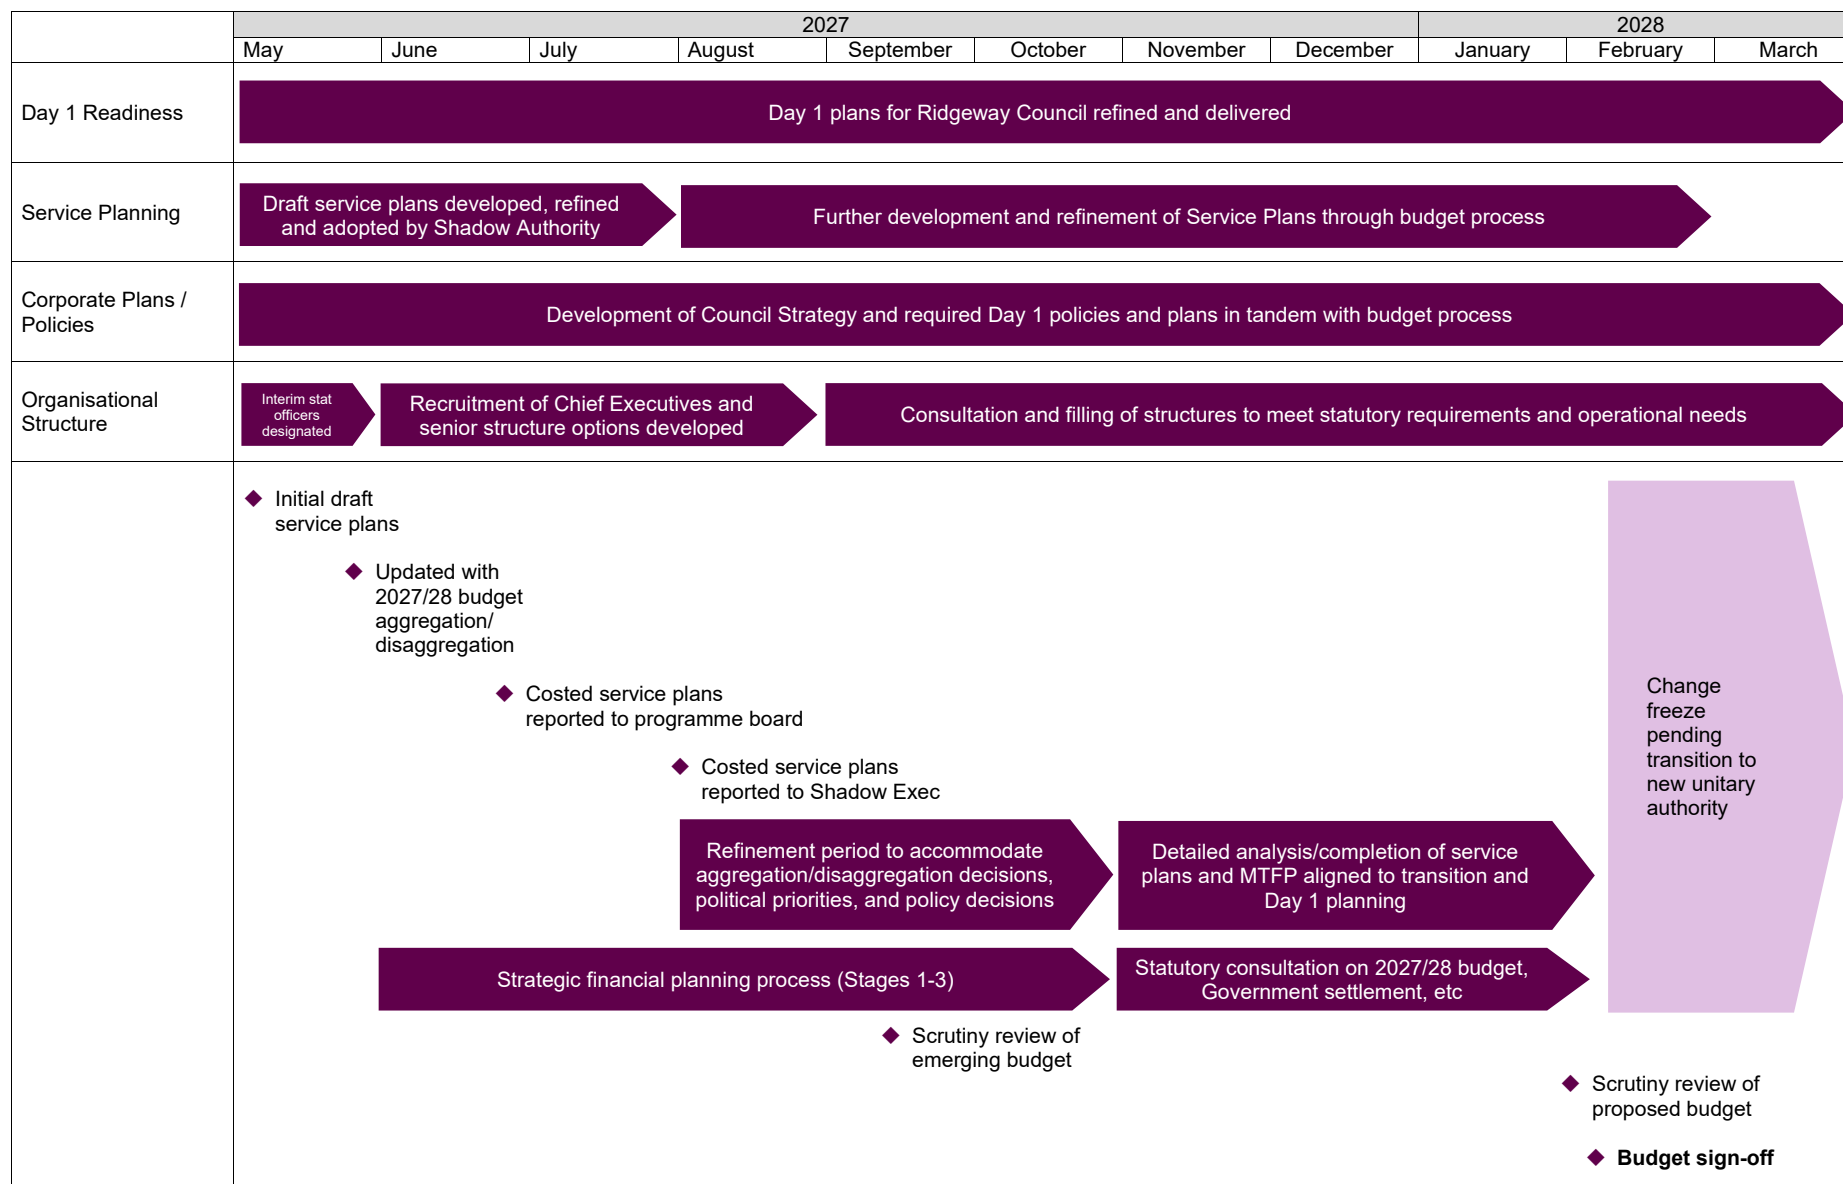 2027
2028
May
June
July
August
September
October
November
December
January
February
March
Day 1 Readiness
Day 1 plans for Ridgeway Council refined and delivered
Service Planning
Draft service plans developed, refined
and adopted by Shadow Authority
Further development and refinement of Service Plans through budget process
Corporate Plans /
Policies
Development of Council Strategy and required Day 1 policies and plans in tandem with budget process
Organisational
Structure
Interim stat
officers
designated
Recruitment of Chief Executives and
senior structure options developed
Consultation and filling of structures to meet statutory requirements and operational needs
Initial draft
service plans
Updated with
2027/28 budget
aggregation/
disaggregation
Costed service plans
reported to programme board
Costed service plans
reported to Shadow Exec
Change
freeze
pending
transition to
new unitary
authority
Refinement period to accommodate
aggregation/disaggregation decisions,
political priorities, and policy decisions
Detailed analysis/completion of service
plans and MTFP aligned to transition and
Day 1 planning
Strategic financial planning process (Stages 1-3)
Statutory consultation on 2027/28 budget,
Government settlement, etc
Scrutiny review of
emerging budget
Scrutiny review of
proposed budget
Budget sign-off